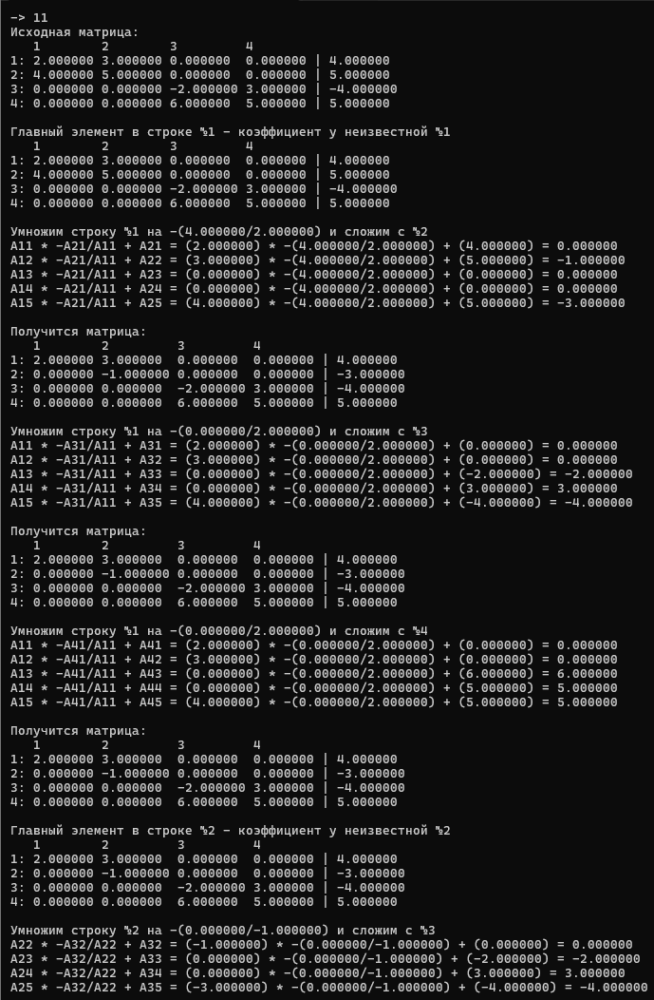 -> 11
Исходная матрица:
1 2 3 4
1: 2.000000 3.000000 0.000000 0.000000 | 4.000000
2: 4.000000 5.000000 0.000000 0.000000 | 5.000000
3: 0.000000 0.000000 -2.000000 3.000000 | -4.000000
4: 0.000000 0.000000 6.000000 5.000000 | 5.000000
Главный элемент в строке №1 - коэффициент у неизвестной №1
1 2 3 4
1: 2.000000 3.000000 0.000000 0.000000 | 4.000000
2: 4.000000 5.000000 0.000000 0.000000 | 5.000000
3: 0.000000 0.000000 -2.000000 3.000000 | -4.000000
4: 0.000000 0.000000 6.000000 5.000000 | 5.000000
Умножим строку №1 на -(4.000000/2.000000) и сложим с №2
A11 * -A21/A11 + A21 = (2.000000) * -(4.000000/2.000000) + (4.000000) = 0.000000
A12 * -A21/A11 + A22 = (3.000000) * -(4.000000/2.000000) + (5.000000) = -1.000000
A13 * -A21/A11 + A23 = (0.000000) * -(4.000000/2.000000) + (0.000000) = 0.000000
A14 * -A21/A11 + A24 = (0.000000) * -(4.000000/2.000000) + (0.000000) = 0.000000
A15 * -A21/A11 + A25 = (4.000000) * -(4.000000/2.000000) + (5.000000) = -3.000000
Получится матрица:
1 2 3 4
1: 2.000000 3.000000 0.000000 0.000000 | 4.000000
2: 0.000000 -1.000000 0.000000 0.000000 | -3.000000
3: 0.000000 0.000000 -2.000000 3.000000 | -4.000000
4: 0.000000 0.000000 6.000000 5.000000 | 5.000000
Умножим строку №1 на -(0.000000/2.000000) и сложим с №3
A11 * -A31/A11 + A31 = (2.000000) * -(0.000000/2.000000) + (0.000000) = 0.000000
A12 * -A31/A11 + A32 = (3.000000) * -(0.000000/2.000000) + (0.000000) = 0.000000
A13 * -A31/A11 + A33 = (0.000000) * -(0.000000/2.000000) + (-2.000000) = -2.000000
A14 * -A31/A11 + A34 = (0.000000) * -(0.000000/2.000000) + (3.000000) = 3.000000
A15 * -A31/A11 + A35 = (4.000000) * -(0.000000/2.000000) + (-4.000000) = -4.000000
Получится матрица:
1 2 3 4
1: 2.000000 3.000000 0.000000 0.000000 | 4.000000
2: 0.000000 -1.000000 0.000000 0.000000 | -3.000000
3: 0.000000 0.000000 -2.000000 3.000000 | -4.000000
4: 0.000000 0.000000 6.000000 5.000000 | 5.000000
Умножим строку №1 на -(0.000000/2.000000) и сложим с №4
A11 * -A41/A11 + A41 = (2.000000) * -(0.000000/2.000000) + (0.000000) = 0.000000
A12 * -A41/A11 + A42 = (3.000000) * -(0.000000/2.000000) + (0.000000) = 0.000000
A13 * -A41/A11 + A43 = (0.000000) * -(0.000000/2.000000) + (6.000000) = 6.000000
A14 * -A41/A11 + A44 = (0.000000) * -(0.000000/2.000000) + (5.000000) = 5.000000
A15 * -A41/A11 + A45 = (4.000000) * -(0.000000/2.000000) + (5.000000) = 5.000000
Получится матрица:
1 2 3 4
1: 2.000000 3.000000 0.000000 0.000000 | 4.000000
2: 0.000000 -1.000000 0.000000 0.000000 | -3.000000
3: 0.000000 0.000000 -2.000000 3.000000 | -4.000000
4: 0.000000 0.000000 6.000000 5.000000 | 5.000000
Главный элемент в строке №2 - коэффициент у неизвестной №2
1 2 3 4
1: 2.000000 3.000000 0.000000 0.000000 | 4.000000
2: 0.000000 -1.000000 0.000000 0.000000 | -3.000000
3: 0.000000 0.000000 -2.000000 3.000000 | -4.000000
4: 0.000000 0.000000 6.000000 5.000000 | 5.000000
Умножим строку №2 на -(0.000000/-1.000000) и сложим с №3
A22 * -A32/A22 + A32 = (-1.000000) * -(0.000000/-1.000000) + (0.000000) = 0.000000
A23 * -A32/A22 + A33 = (0.000000) * -(0.000000/-1.000000) + (-2.000000) = -2.000000
A24 * -A32/A22 + A34 = (0.000000) * -(0.000000/-1.000000) + (3.000000) = 3.000000
A25 * -A32/A22 + A35 = (-3.000000) * -(0.000000/-1.000000) + (-4.000000) = -4.000000